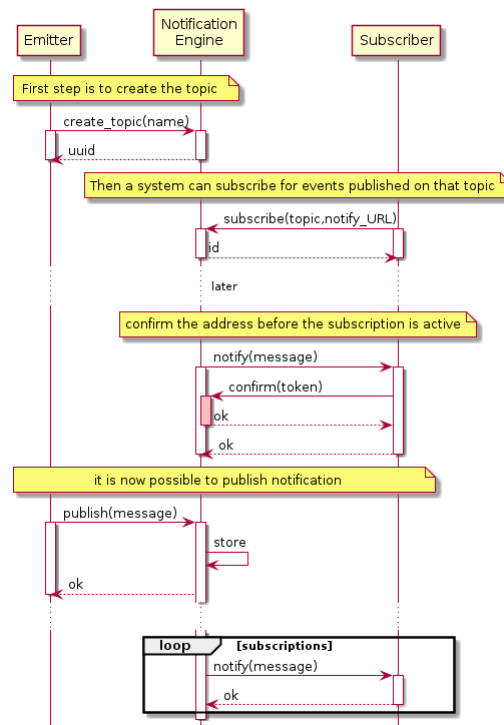 Emitter
Notification
Engine
Subscriber
First step is to create the topic
create_topic(name)
uuid
Then a system can subscribe for events published on that topic
subscribe(topic,notify_URL)
id
later
confirm the address before the subscription is active
notify(message)
confirm(token)
ok
ok
it is now possible to publish notification
publish(message)
store
ok
loop [subscriptions]
notify(message)
ok